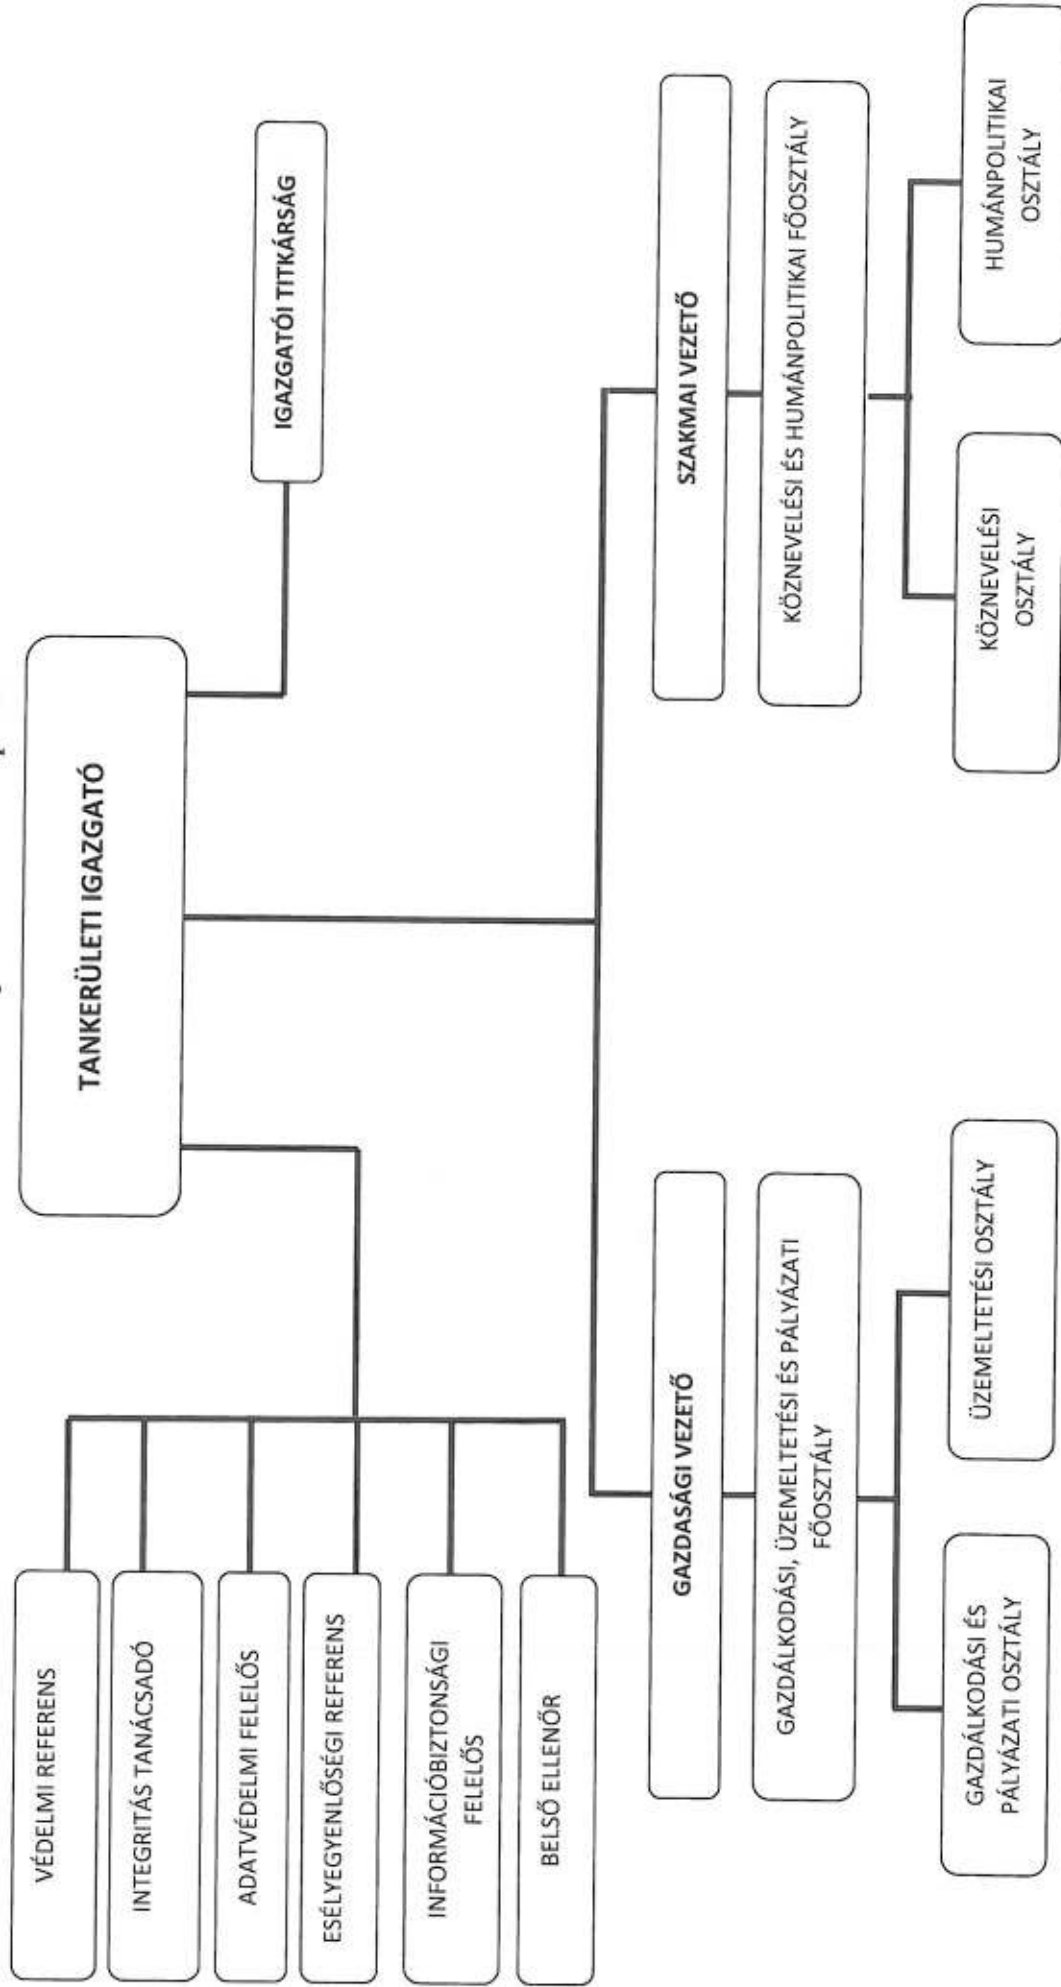 TANKERÜLETI IGAZGATÓ
IGAZGATÓI TITKÁRSÁG
VÉDELMI REFERENS
INTEGRITÁS TANÁCSADÓ
ADATVÉDELMI FELELŐS
ESÉLYEGYENLŐSÉGI REFERENS
INFORMÁCIÓBIZTONSÁGI
FELELŐS
BELSŐ ELLENŐR
GAZDASÁGI VEZETŐ
GAZDÁLKODÁSI, ÜZEMELTETÉSI ÉS PÁLYÁZATI
FŐOSZTÁLY
GAZDÁLKODÁSI ÉS
PÁLYÁZATI OSZTÁLY
ÜZEMELTETÉSI OSZTÁLY
SZAKMAI VEZETŐ
KÖZNEVELÉSI ÉS HUMÁNPOLITIKAI FŐOSZTÁLY
KÖZNEVELÉSI
OSZTÁLY
HUMÁNPOLITIKAI
OSZTÁLY